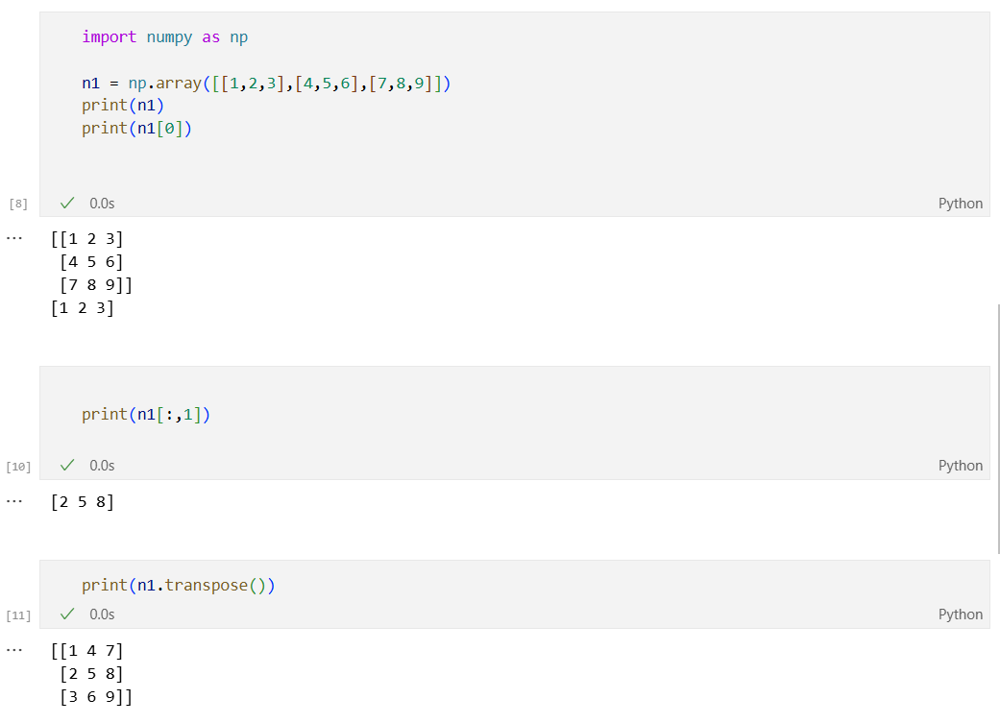 import numpy as np
n1 = np.array([[1,2,3],[4,5,6],[7,8,9]])
print(n1)
print(n1[0])
[8] ✓ 0.0s Python
... [[1 2 3]
[4 5 6]
[7 8 9]]
[1 2 3]
print(n1[:,1])
[10] ✓ 0.0s Python
... [2 5 8]
print(n1.transpose())
[11] ✓ 0.0s Python
... [[1 4 7]
[2 5 8]
[3 6 9]]